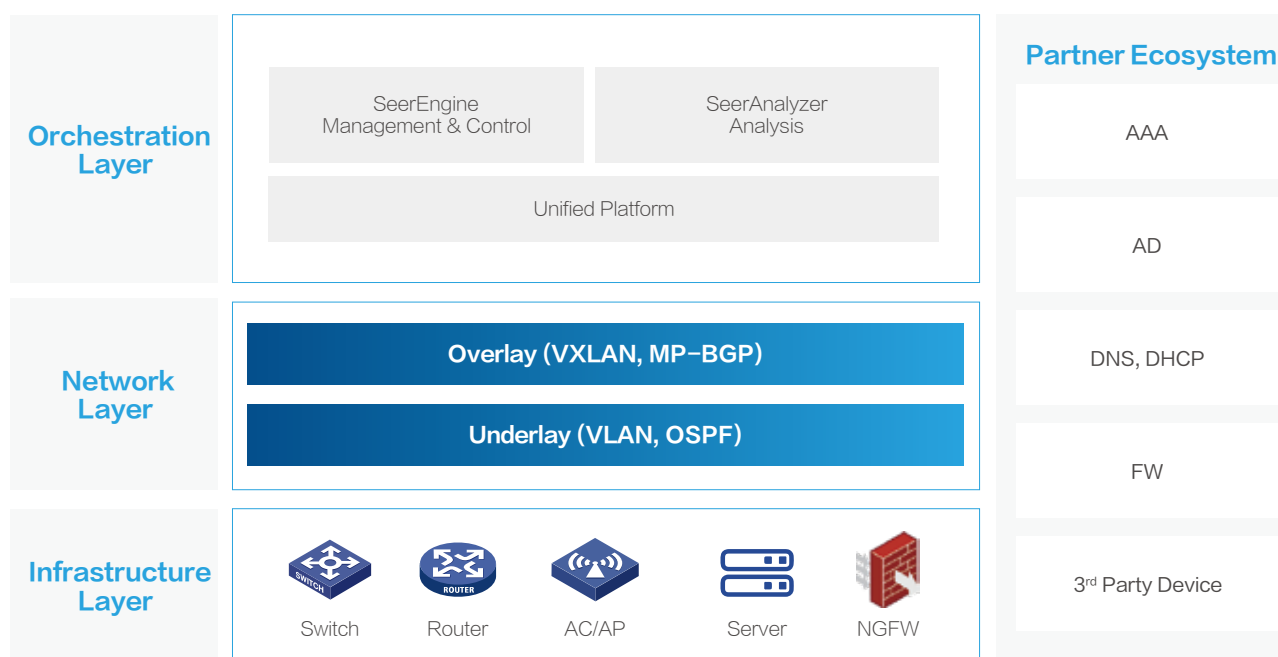 Orchestration
Layer
SeerEngine
Management & Control
SeerAnalyzer
Analysis
Unified Platform
Network
Layer
Overlay (VXLAN, MP-BGP)
Underlay (VLAN, OSPF)
Infrastructure
Layer
SWITCH
ROUTER
Switch
Router
AC/AP
Server
NGFW
Partner Ecosystem
AAA
AD
DNS, DHCP
FW
3rd Party Device